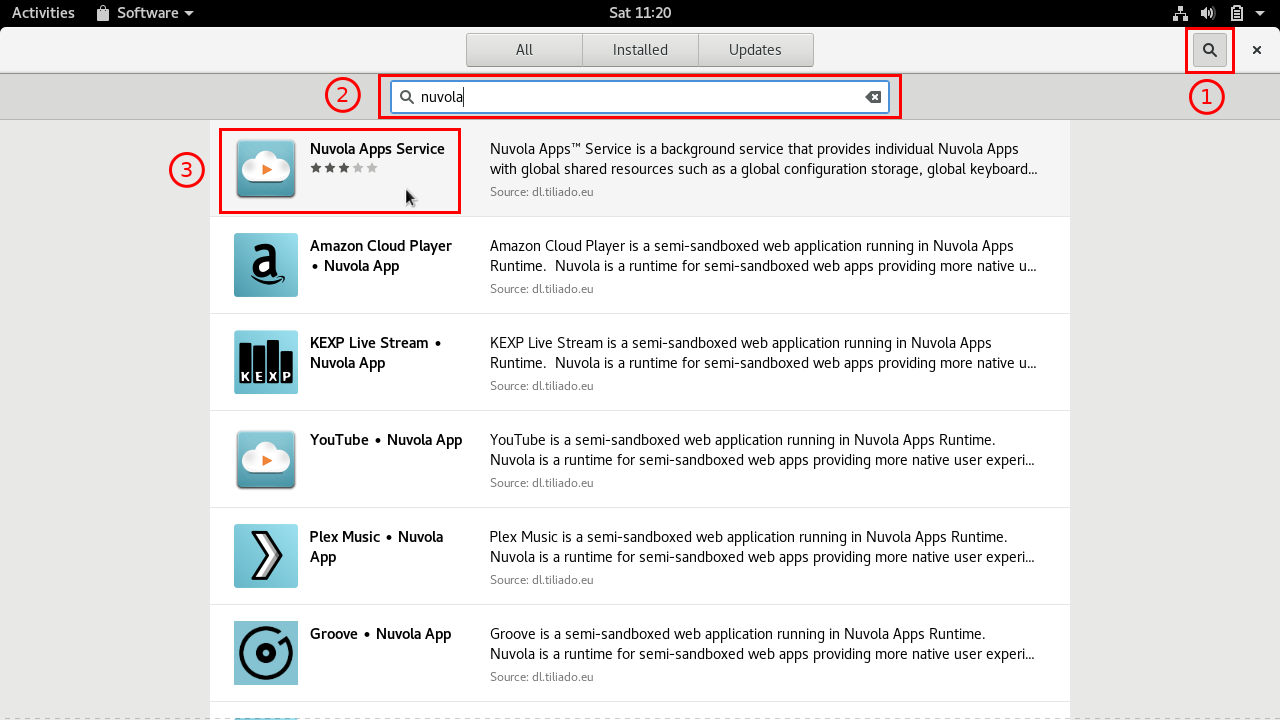 Activities Software Sat 11:20
All Installed Updates
nuvola
1
2
3
Nuvola Apps Service
Nuvola Apps™ Service is a background service that provides individual Nuvola Apps
with global shared resources such as a global configuration storage, global keyboard...
Source: dl.tiliado.eu
a
Amazon Cloud Player
• Nuvola App
Amazon Cloud Player is a semi-sandboxed web application running in Nuvola Apps
Runtime.  Nuvola is a runtime for semi-sandboxed web apps providing more native u...
Source: dl.tiliado.eu
KEXP
KEXP Live Stream •
Nuvola App
KEXP Live Stream is a semi-sandboxed web application running in Nuvola Apps
Runtime.  Nuvola is a runtime for semi-sandboxed web apps providing more native u...
Source: dl.tiliado.eu
YouTube • Nuvola App
YouTube is a semi-sandboxed web application running in Nuvola Apps Runtime.
Nuvola is a runtime for semi-sandboxed web apps providing more native user experi...
Source: dl.tiliado.eu
Plex Music • Nuvola
App
Plex Music is a semi-sandboxed web application running in Nuvola Apps Runtime.
Nuvola is a runtime for semi-sandboxed web apps providing more native user experi...
Source: dl.tiliado.eu
Groove • Nuvola App
Groove is a semi-sandboxed web application running in Nuvola Apps Runtime.
Nuvola is a runtime for semi-sandboxed web apps providing more native user experi...
Source: dl.tiliado.eu